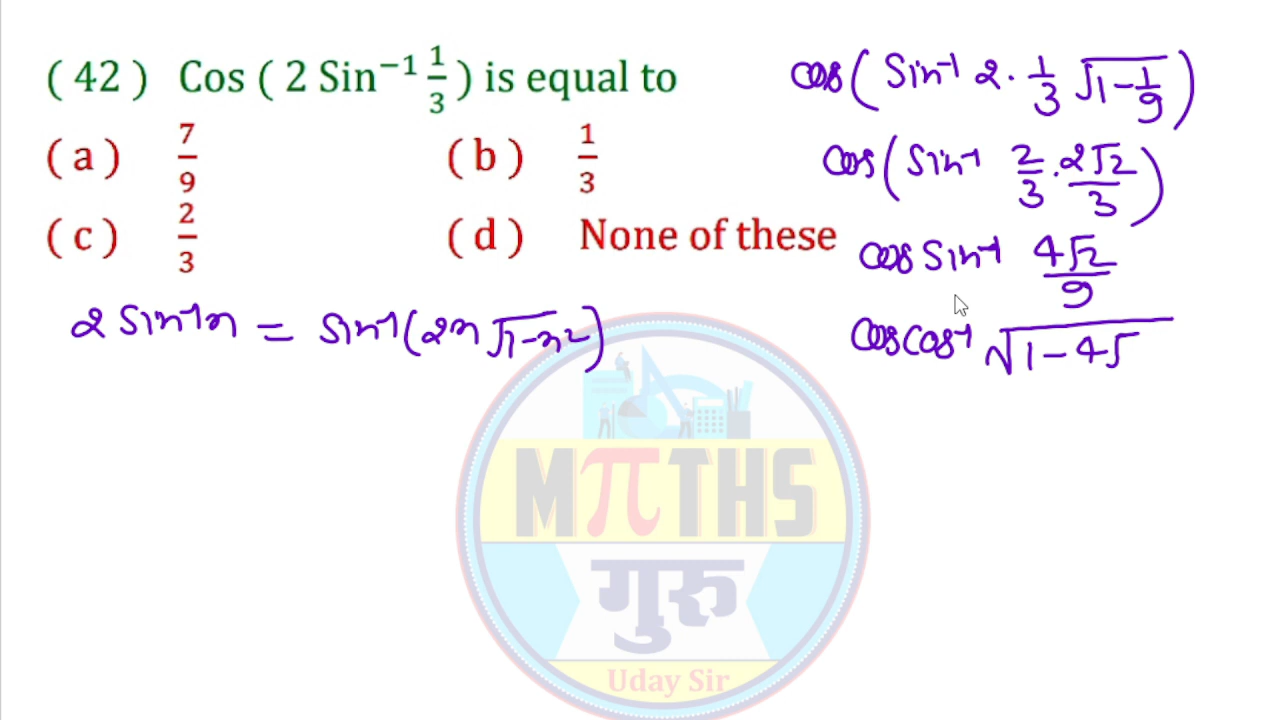 ( 42 ) Cos ( 2 Sin⁻¹ 1/3 ) is equal to
( a ) 7/9 ( b ) 1/3
( c ) 2/3 ( d ) None of these
2 sin⁻¹x = sin⁻¹(2x √1-x²)
cos( sin⁻¹ 2 · 1/3 √1-1/9 )
cos( sin⁻¹ 2/3 · 2√2/3 )
cos sin⁻¹ 4√2/9
cos cos⁻¹ √1-4√
MπTHS
गुरु
Uday Sir